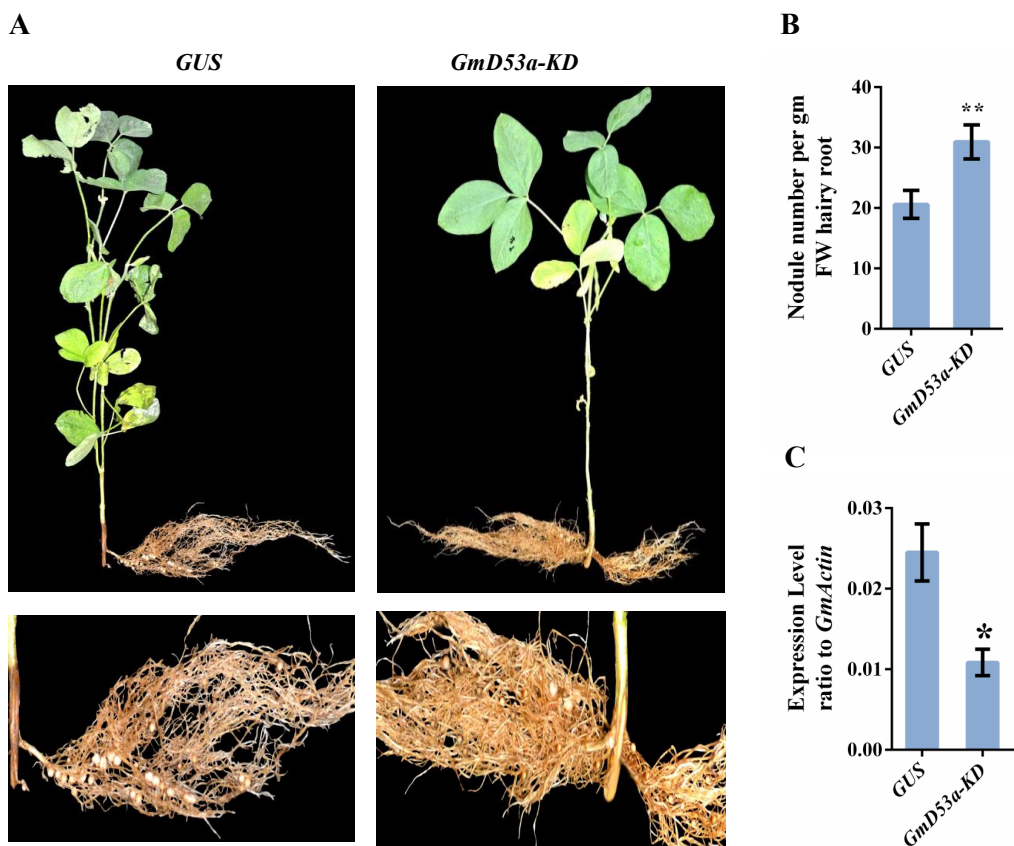 A
GUS
GmD53a-KD
B
Nodule number per gm
FW hairy root
40
30
20
10
0
**
GUS
GmD53a-KD
C
Expression Level
ratio to GmActin
0.03
0.02
0.01
0.00
*
GUS
GmD53a-KD